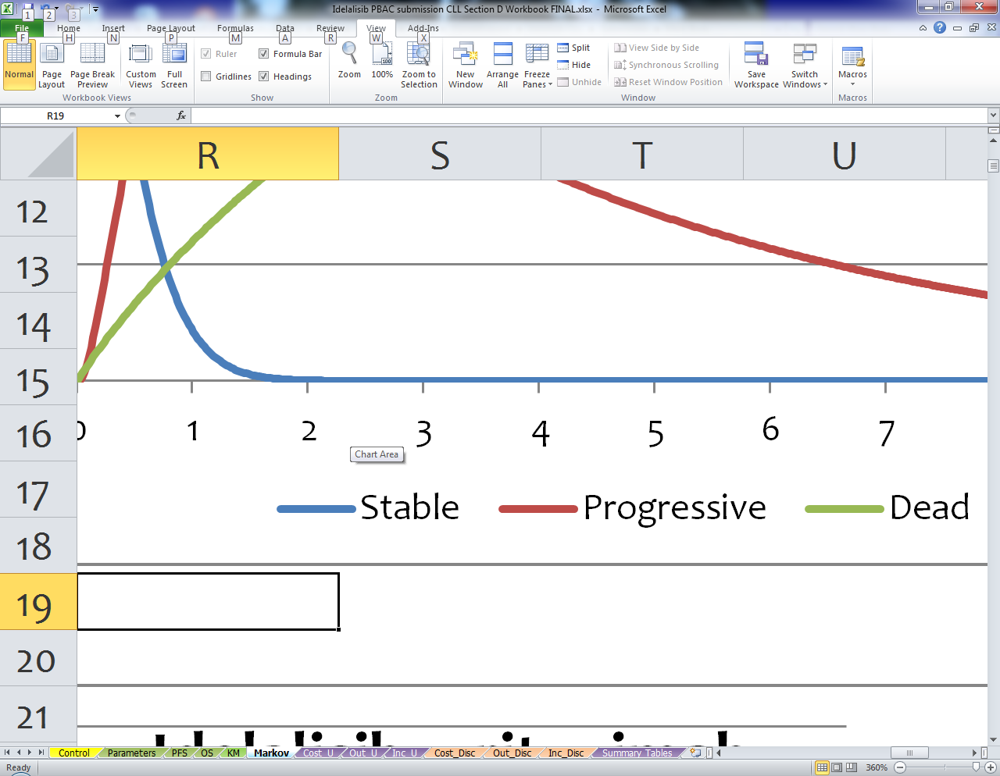 Idelalisib PBAC submission CLL Section D Workbook FINAL.xlsx - Microsoft Excel
1 2 3
File Home Insert Page Layout Formulas Data Review View Add-Ins
F H N P M A R W X
Normal Page Layout Page Break Preview Custom Views Full Screen
Workbook Views
Ruler Formula Bar
Gridlines Headings
Show
Zoom 100% Zoom to Selection
100
Zoom
New Window Arrange All Freeze Panes
Split
Hide
Unhide
View Side by Side
Synchronous Scrolling
Reset Window Position
Window
Save Workspace Switch Windows
Macros
Macros
R19 fx
R S T U
12
13
14
15
16
17
18
19
20
21
0 1 2 3 4 5 6 7
Chart Area
Stable Progressive Dead
Control Parameters PFS OS KM Markov Cost_U Out_U Inc_U Cost_Disc Out_Disc Inc_Disc Summary Tables
Ready 360%